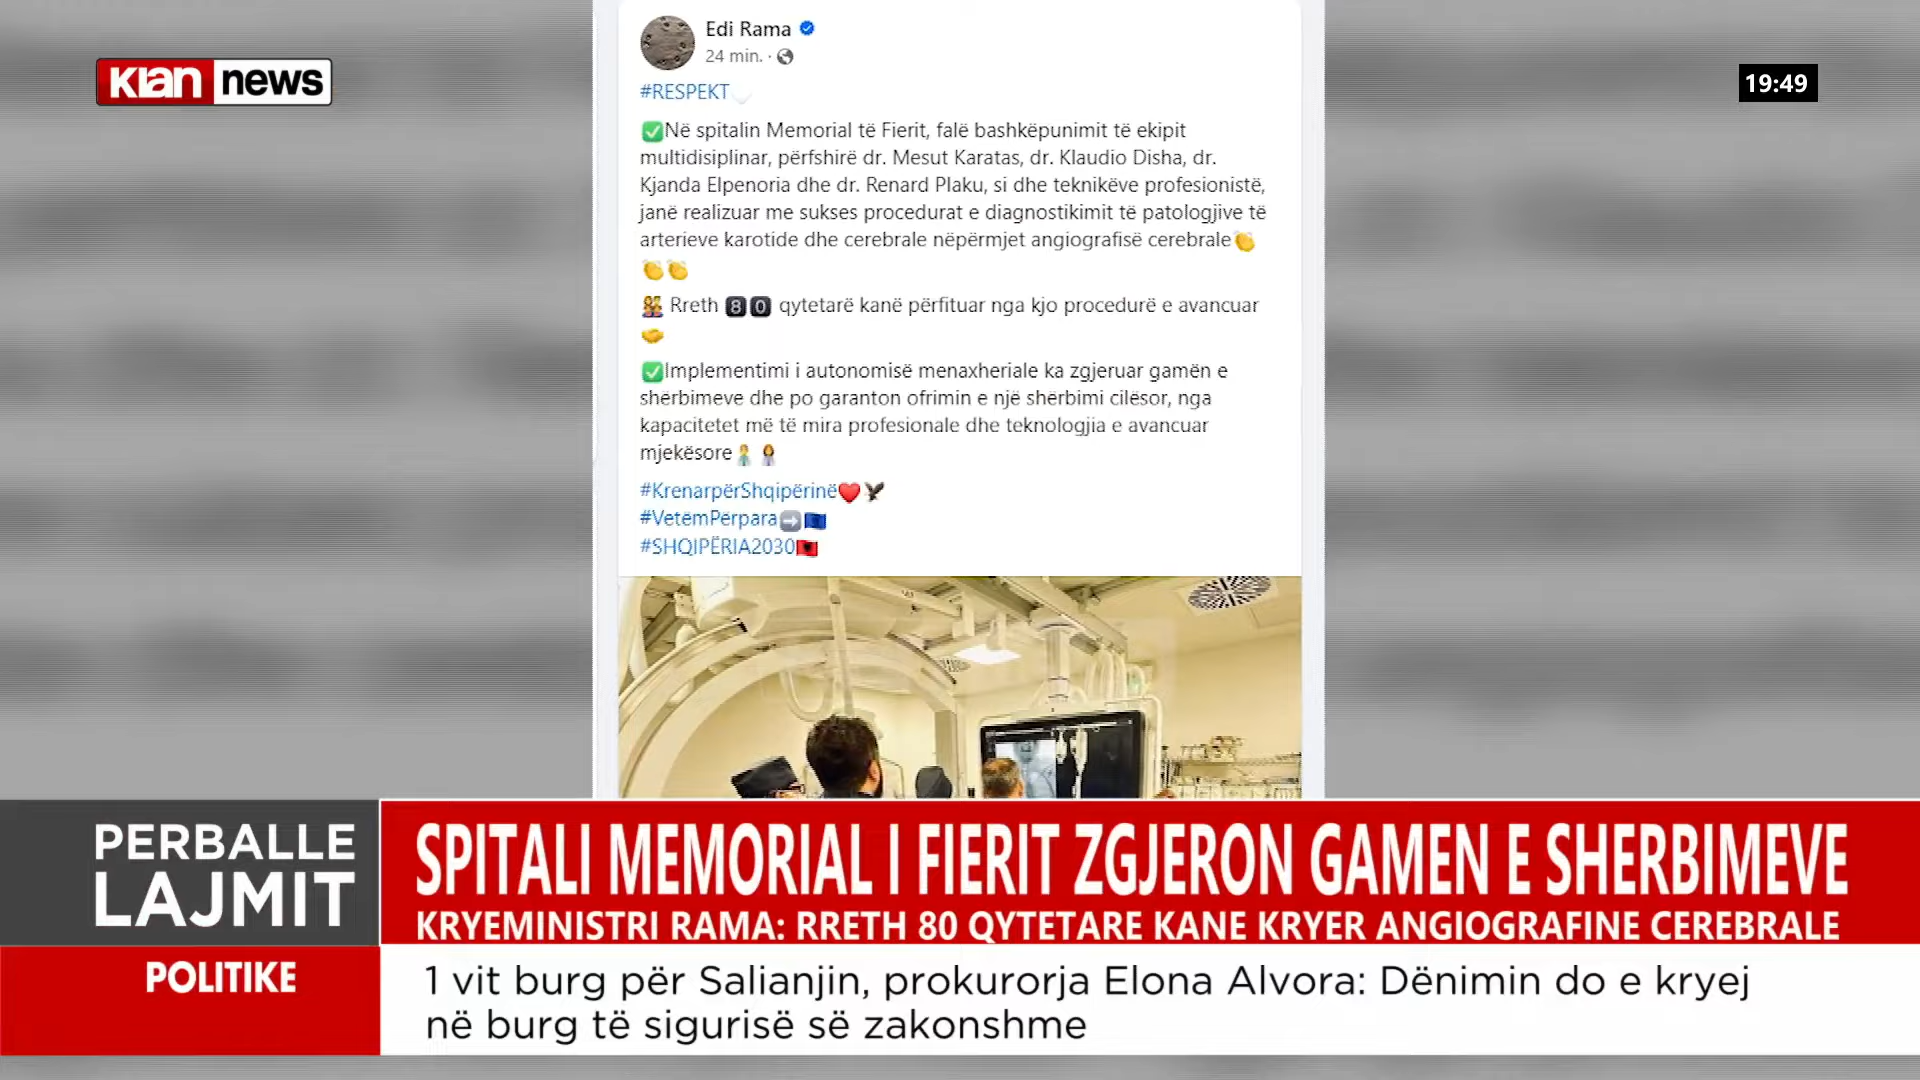 Klan news
19:49
Edi Rama
24 min. ·
#RESPEKT
Në spitalin Memorial të Fierit, falë bashkëpunimit të ekipit
multidisiplinar, përfshirë dr. Mesut Karatas, dr. Klaudio Disha, dr.
Kjanda Elpenoria dhe dr. Renard Plaku, si dhe teknikëve profesionistë,
janë realizuar me sukses procedurat e diagnostikimit të patologjive të
arterieve karotide dhe cerebrale nëpërmjet angiografisë cerebrale
Rreth 80 qytetarë kanë përfituar nga kjo procedurë e avancuar
Implementimi i autonomisë menaxheriale ka zgjeruar gamën e
shërbimeve dhe po garanton ofrimin e një shërbimi cilësor, nga
kapacitetet më të mira profesionale dhe teknologjia e avancuar
mjekësore
#KrenarpërShqipërinë
#VetëmPërpara
#SHQIPËRIA2030
PERBALLE
LAJMIT
SPITALI MEMORIAL I FIERIT ZGJERON GAMEN E SHERBIMEVE
KRYEMINISTRI RAMA: RRETH 80 QYTETARE KANE KRYER ANGIOGRAFINE CEREBRALE
POLITIKE
1 vit burg për Salianjin, prokurorja Elona Alvora: Dënimin do e kryej
në burg të sigurisë së zakonshme